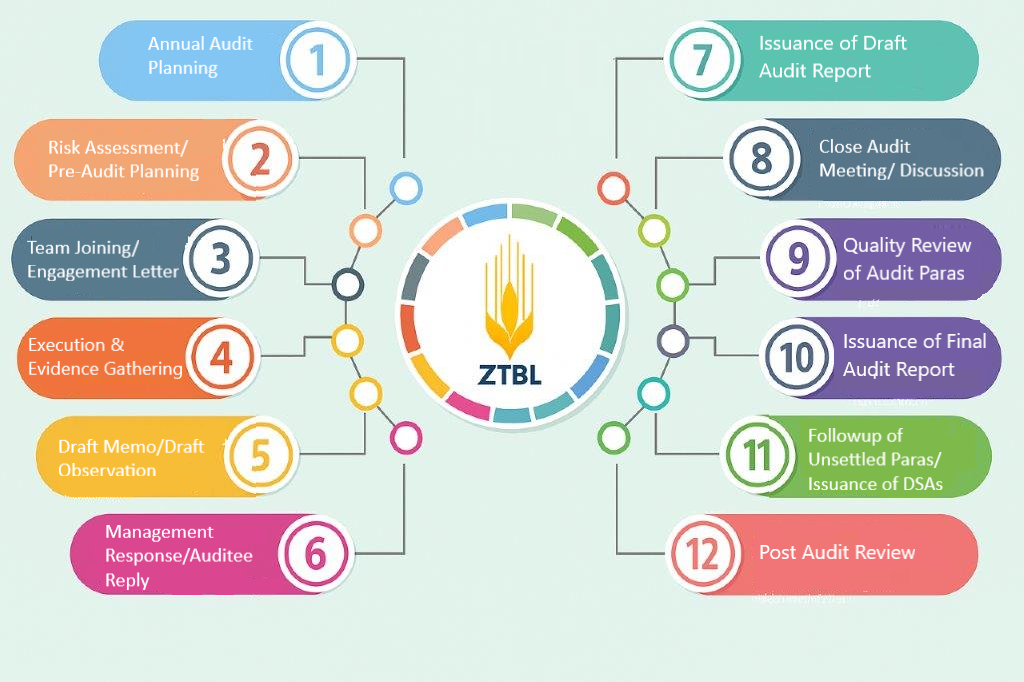 1
Annual Audit
Planning
2
Risk Assessment/
Pre-Audit Planning
3
Team Joining/
Engagement Letter
4
Execution &
Evidence Gathering
5
Draft Memo/Draft
Observation
6
Management
Response/Auditee
Reply
ZTBL
7
Issuance of Draft
Audit Report
8
Close Audit
Meeting/ Discussion
9
Quality Review
of Audit Paras
10
Issuance of Final
Audit Report
11
Followup of
Unsettled Paras/
Issuance of DSAs
12
Post Audit Review